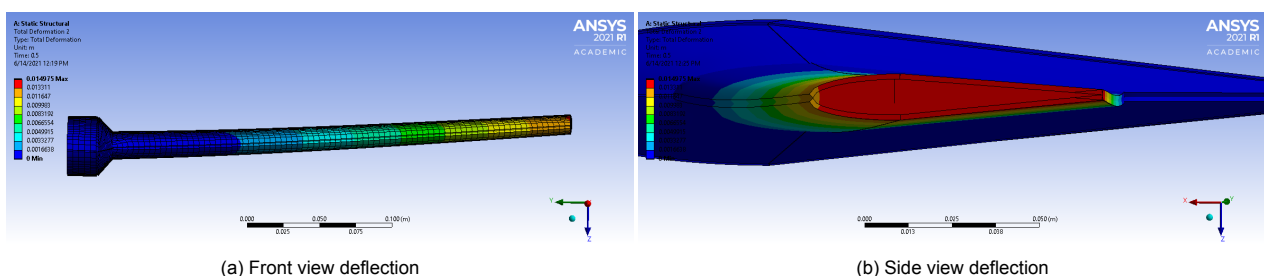 A: Static Structural
Total Deformation 2
Type: Total Deformation
Unit: m
Time: 0.5
6/14/2021 12:19 PM
0.014975 Max
0.013311
0.011647
0.009983
0.0083192
0.0066554
0.0049915
0.0033277
0.0016638
0 Min
ANSYS
2021 R1
ACADEMIC
0.000
0.050
0.100 (m)
0.025
0.075
Y
Z
(a) Front view deflection
A: Static Structural
ANSYS
2021 R1
ACADEMIC
0.000
0.025
0.050 (m)
0.013
0.038
X
Y
Z
(b) Side view deflection